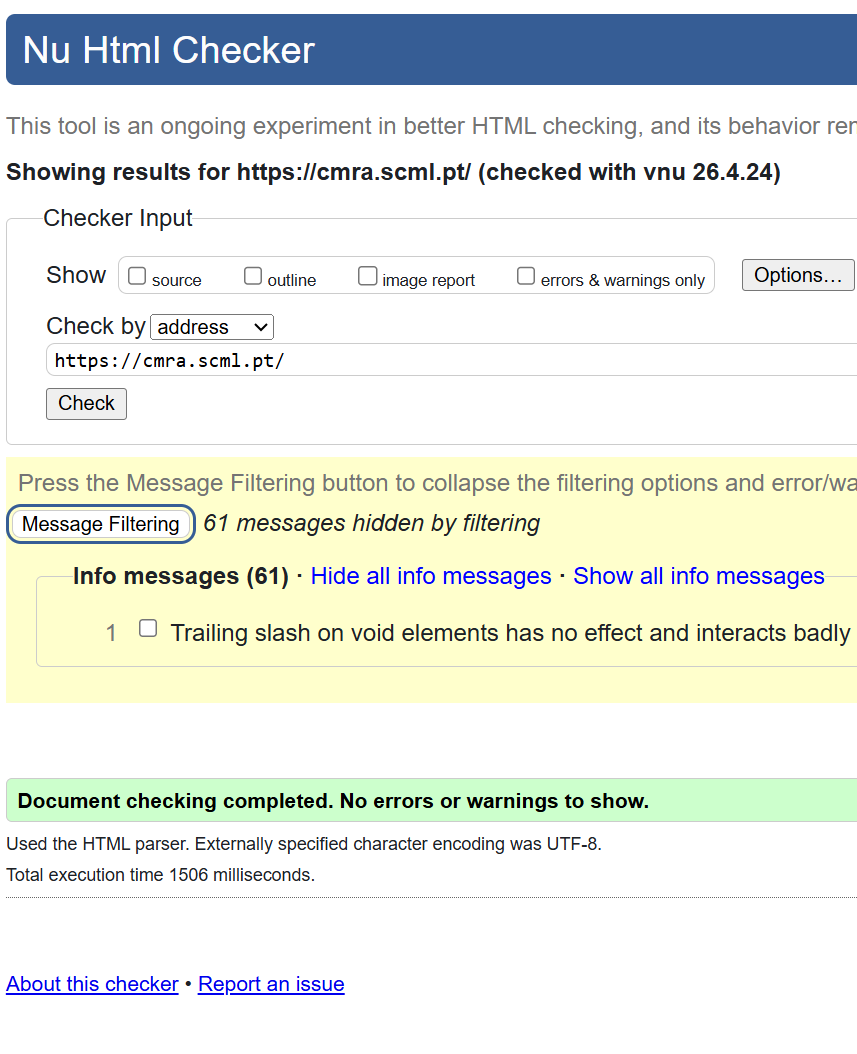 Nu Html Checker
This tool is an ongoing experiment in better HTML checking, and its behavior
Showing results for https://cmra.scml.pt/ (checked with vnu 26.4.24)
Checker Input
Show source outline image report errors & warnings only Options…
Check by address
https://cmra.scml.pt/
Check
Press the Message Filtering button to collapse the filtering options and
Message Filtering 61 messages hidden by filtering
Info messages (61) · Hide all info messages · Show all info messages
1 Trailing slash on void elements has no effect and interacts badly
Document checking completed. No errors or warnings to show.
Used the HTML parser. Externally specified character encoding was UTF-8.
Total execution time 1506 milliseconds.
About this checker • Report an issue